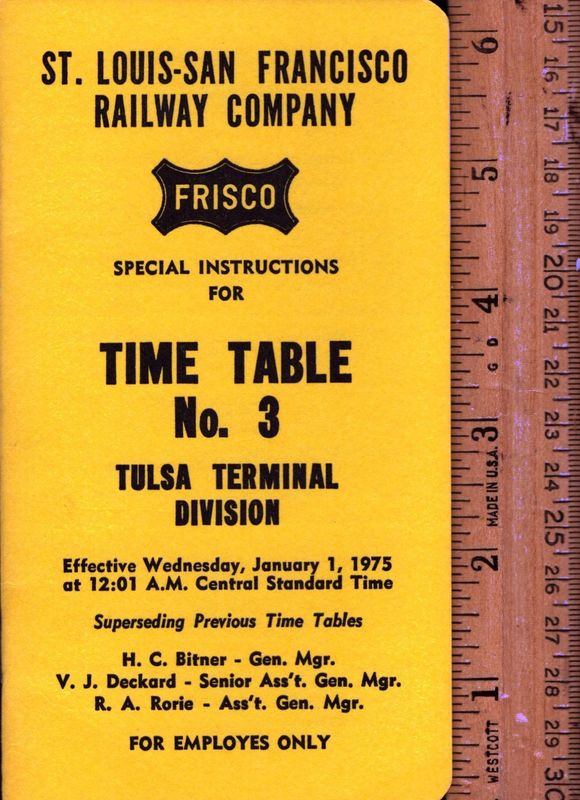 ST. LOUIS-SAN FRANCISCO
RAILWAY COMPANY
FRISCO
SPECIAL INSTRUCTIONS
FOR
TIME TABLE
No. 3
TULSA TERMINAL
DIVISION
Effective Wednesday, January 1, 1975
at 12:01 A.M. Central Standard Time
Superseding Previous Time Tables
H. C. Bitner - Gen. Mgr.
V. J. Deckard - Senior Ass't. Gen. Mgr.
R. A. Rorie - Ass't. Gen. Mgr.
FOR EMPLOYES ONLY
6
5
4
3
2
1
G D
MADE IN U.S.A.
WESTCOTT
15
16
17
18
19
20
21
22
23
24
25
26
27
28
29
30